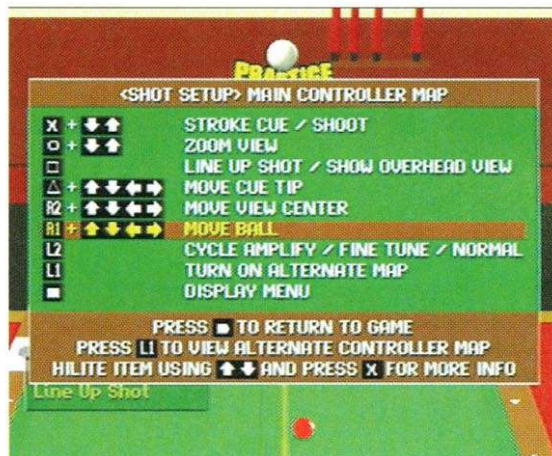 PRACTICE
<SHOT SETUP> MAIN CONTROLLER MAP
X + ⬇⬆ STROKE CUE / SHOOT
O + ⬇⬆ ZOOM VIEW
□ LINE UP SHOT / SHOW OVERHEAD VIEW
△ + ⬆⬇⬅➡ MOVE CUE TIP
R2 + ⬆⬇⬅➡ MOVE VIEW CENTER
R1 + ⬆⬇⬅➡ MOVE BALL
L2 CYCLE AMPLIFY / FINE TUNE / NORMAL
L1 TURN ON ALTERNATE MAP
■ DISPLAY MENU
PRESS ▶ TO RETURN TO GAME
PRESS L1 TO VIEW ALTERNATE CONTROLLER MAP
HILITE ITEM USING ⬆⬇ AND PRESS X FOR MORE INFO
Line Up Shot